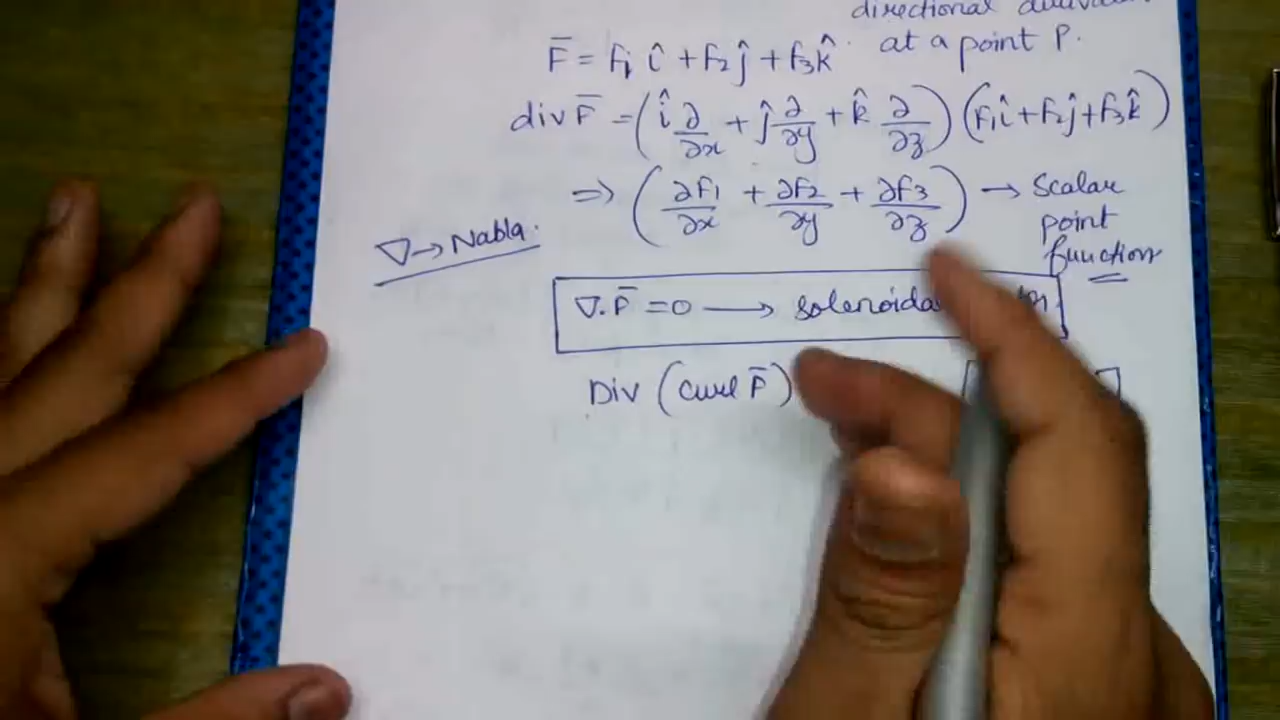 directional
F̄ = f₁ î + f₂ ĵ + f₃ k̂ at a point P.
div F̄ = (î ∂/∂x + ĵ ∂/∂y + k̂ ∂/∂z) (F₁î + f₂ĵ + f₃k̂)
⇒ (∂f₁/∂x + ∂f₂/∂y + ∂f₃/∂z) → Scalar
point
function
∇ → Nabla.
∇. F̄ = 0 → solenoida
Div (curl F̄)